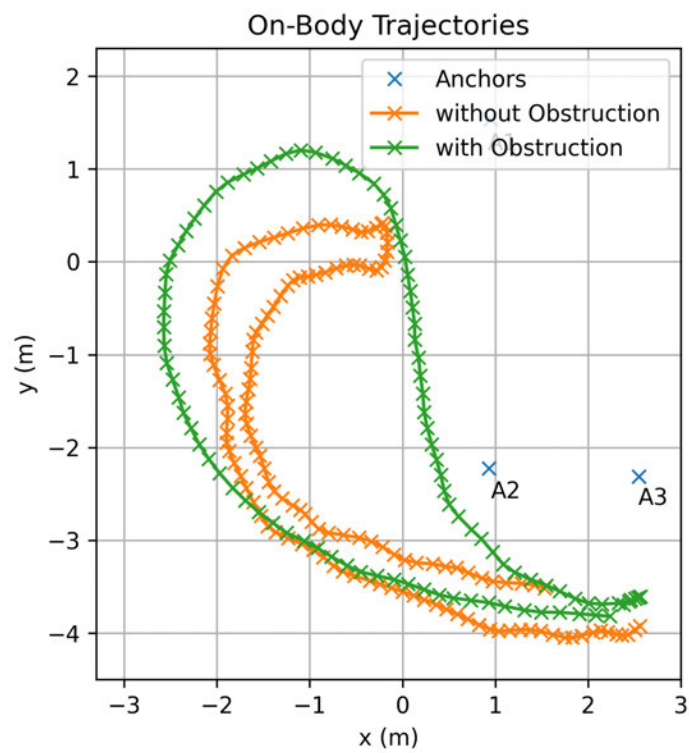 On-Body Trajectories
Anchors
without Obstruction
with Obstruction
A1
A2
A3
2
1
0
−1
−2
−3
−4
y (m)
−3
−2
−1
0
1
2
3
x (m)